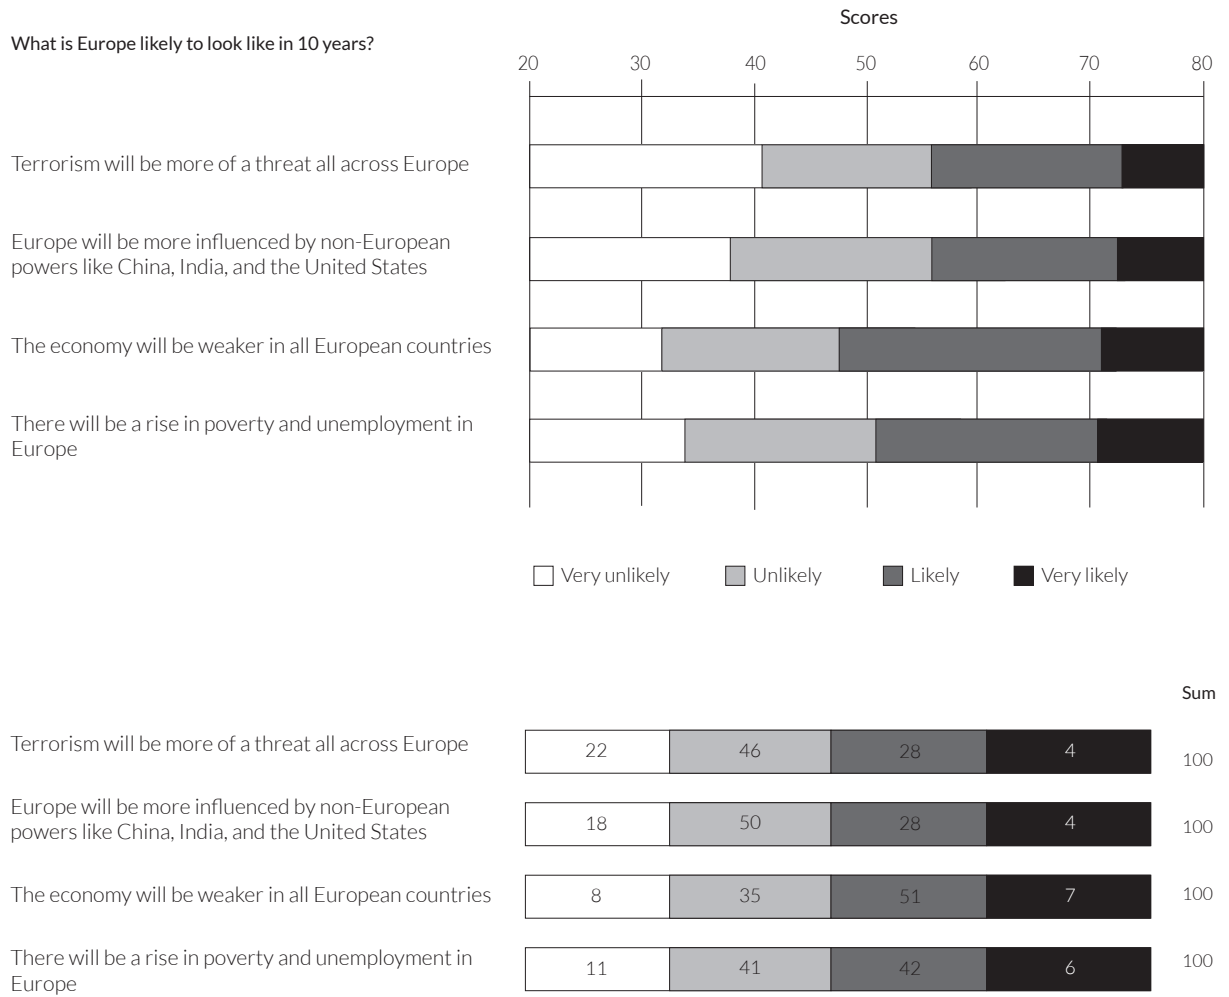 Scores
What is Europe likely to look like in 10 years?
20 30 40 50 60 70 80
Terrorism will be more of a threat all across Europe
Europe will be more influenced by non-European
powers like China, India, and the United States
The economy will be weaker in all European countries
There will be a rise in poverty and unemployment in
Europe
Very unlikely Unlikely Likely Very likely
Sum
Terrorism will be more of a threat all across Europe 22 46 28 4 100
Europe will be more influenced by non-European
powers like China, India, and the United States 18 50 28 4 100
The economy will be weaker in all European countries 8 35 51 7 100
There will be a rise in poverty and unemployment in
Europe 11 41 42 6 100